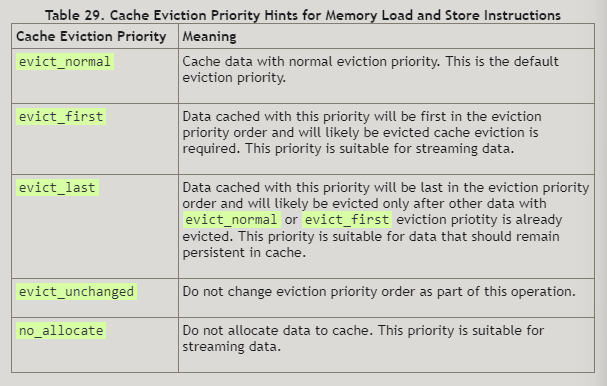 Table 29. Cache Eviction Priority Hints for Memory Load and Store Instructions
Cache Eviction Priority Meaning
evict_normal Cache data with normal eviction priority. This is the default
eviction priority.
evict_first Data cached with this priority will be first in the eviction
priority order and will likely be evicted cache eviction is
required. This priority is suitable for streaming data.
evict_last Data cached with this priority will be last in the eviction priority
order and will likely be evicted only after other data with
evict_normal or evict_first eviction priotity is already
evicted. This priority is suitable for data that should remain
persistent in cache.
evict_unchanged Do not change eviction priority order as part of this operation.
no_allocate Do not allocate data to cache. This priority is suitable for
streaming data.